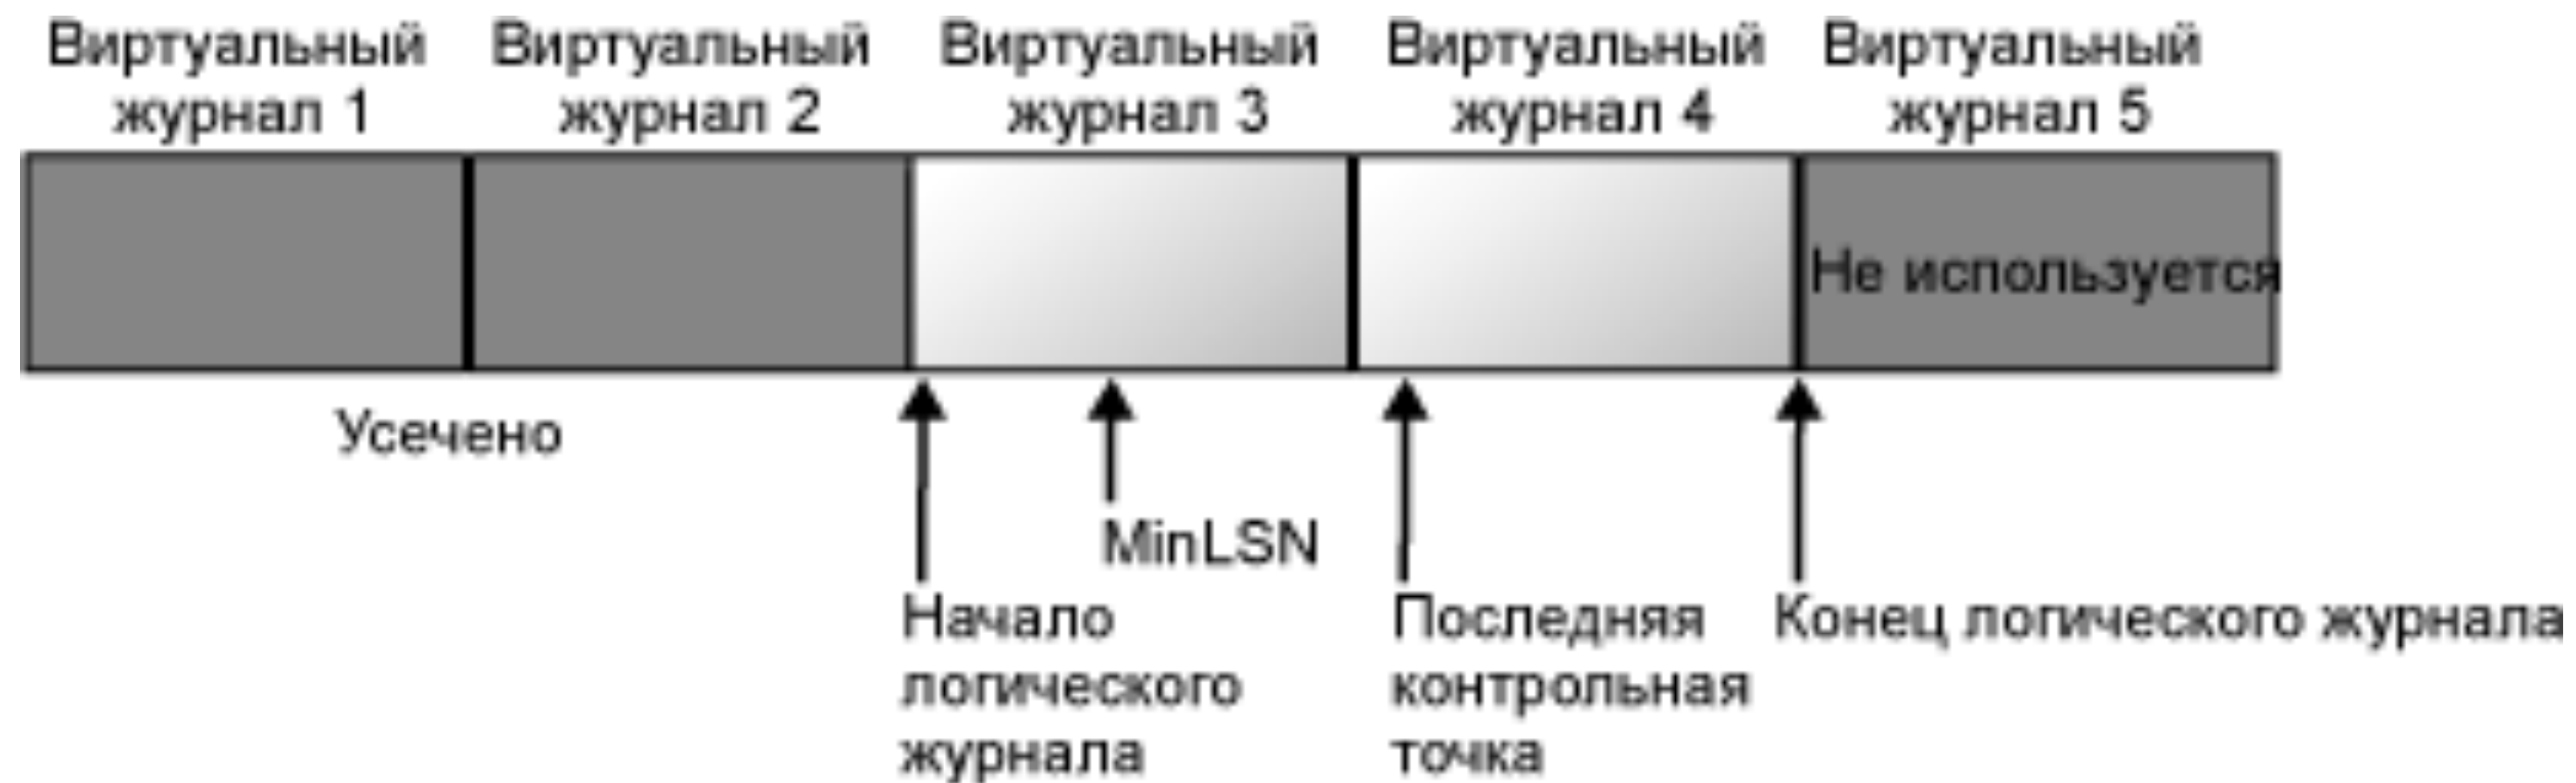 Виртуальный Виртуальный Виртуальный Виртуальный Виртуальный
журнал 1 журнал 2 журнал 3 журнал 4 журнал 5
Не используется
Усечено
MinLSN
Начало
логического
журнала
Последняя
контрольная
точка
Конец логического журнала